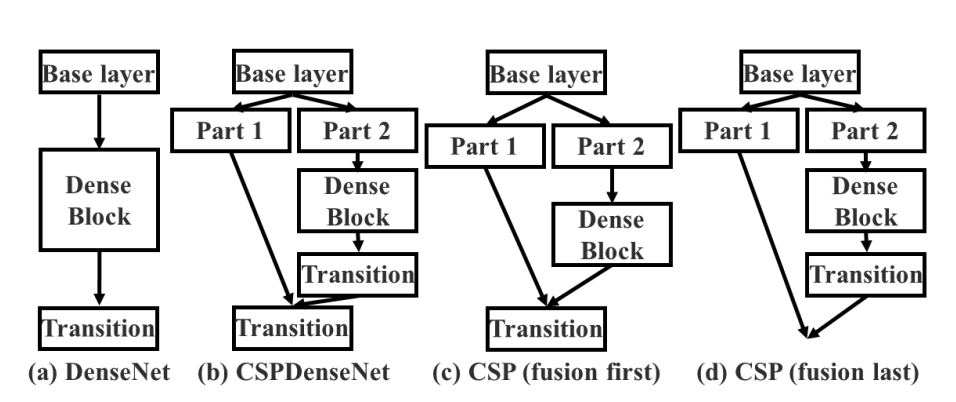 Base layer
Dense
Block
Transition
(a) DenseNet
Base layer
Part 1
Part 2
Dense
Block
Transition
Transition
(b) CSPDenseNet
Base layer
Part 1
Part 2
Dense
Block
Transition
(c) CSP (fusion first)
Base layer
Part 1
Part 2
Dense
Block
Transition
(d) CSP (fusion last)